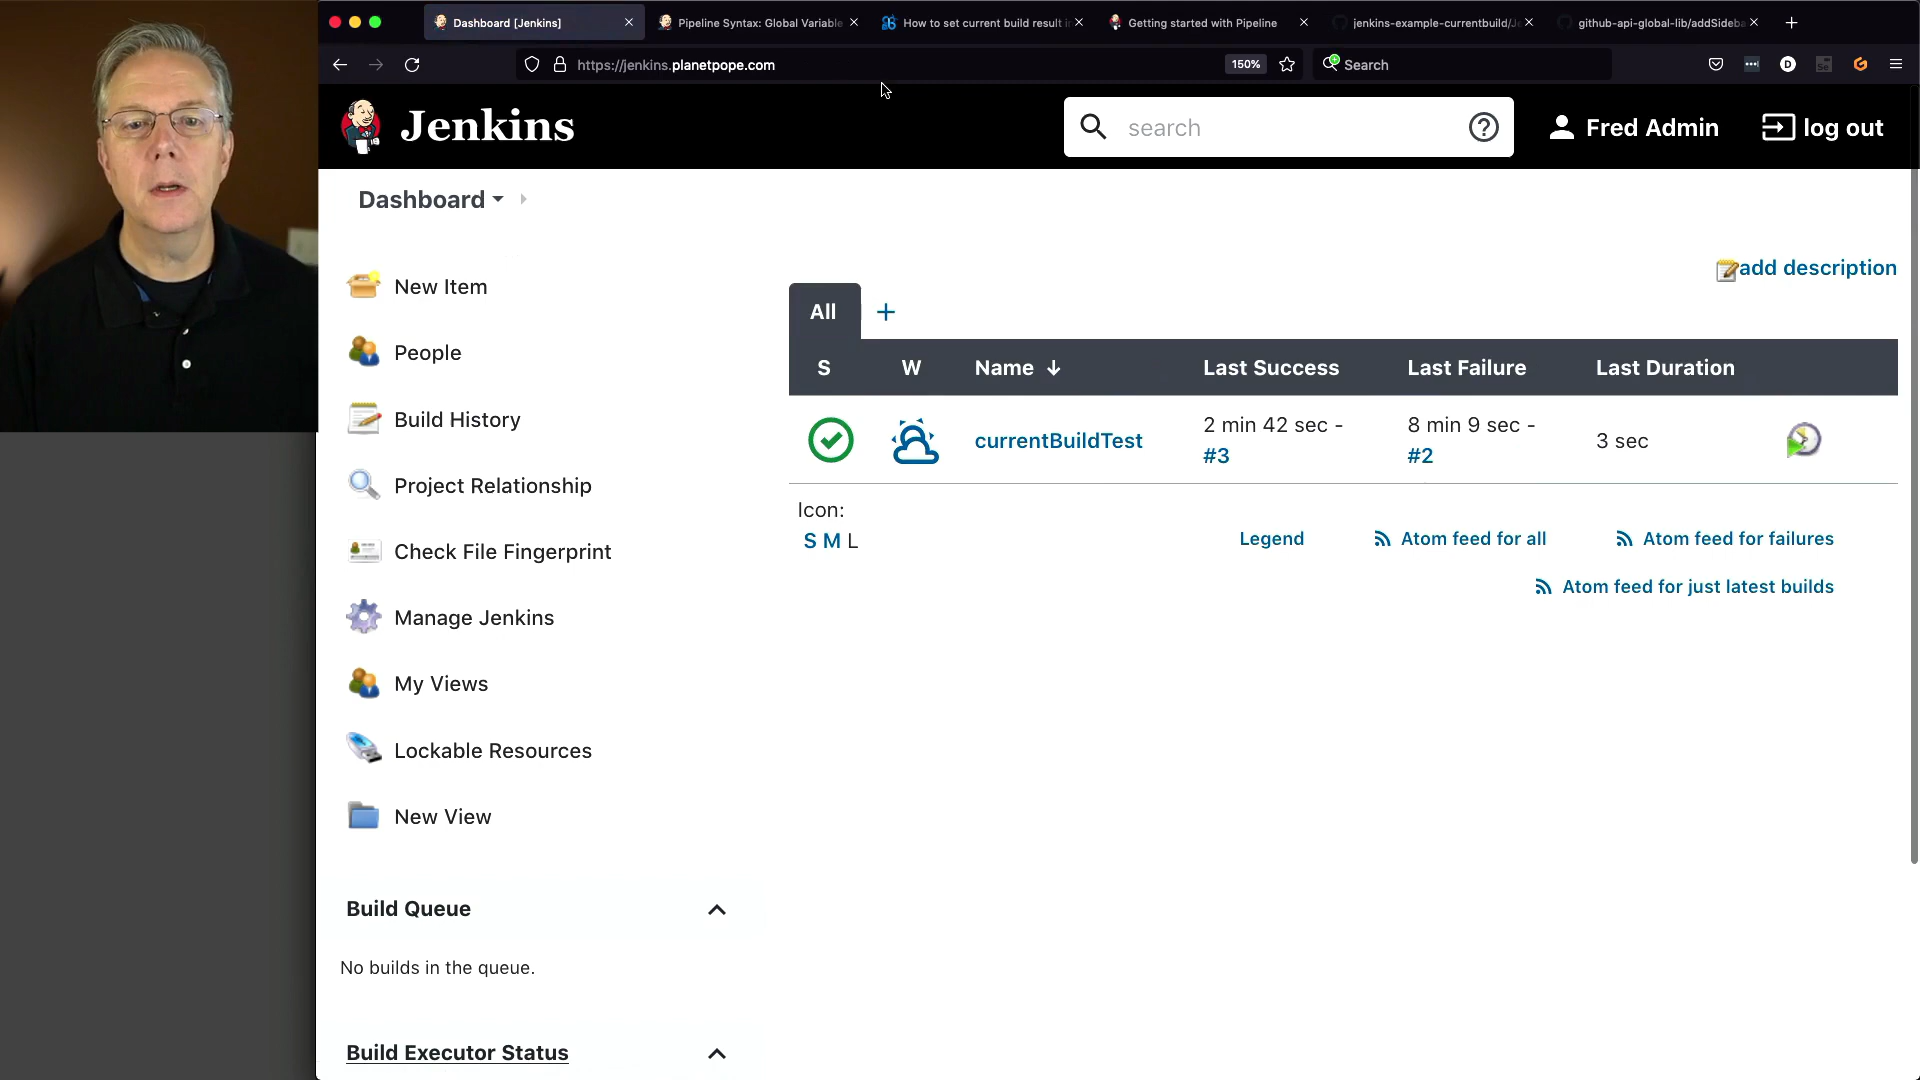 Dashboard [Jenkins]
Pipeline Syntax: Global Variable
How to set current build result in
Getting started with Pipeline
jenkins-example-currentbuild/Je
github-api-global-lib/addSideba
https://jenkins.planetpope.com
150%
Search
Jenkins
search
Fred Admin
log out
Dashboard
add description
New Item
People
Build History
Project Relationship
Check File Fingerprint
Manage Jenkins
My Views
Lockable Resources
New View
All +
S W Name ↓ Last Success Last Failure Last Duration
currentBuildTest 2 min 42 sec - #3 8 min 9 sec - #2 3 sec
Icon:
S M L
Legend Atom feed for all Atom feed for failures
Atom feed for just latest builds
Build Queue
No builds in the queue.
Build Executor Status